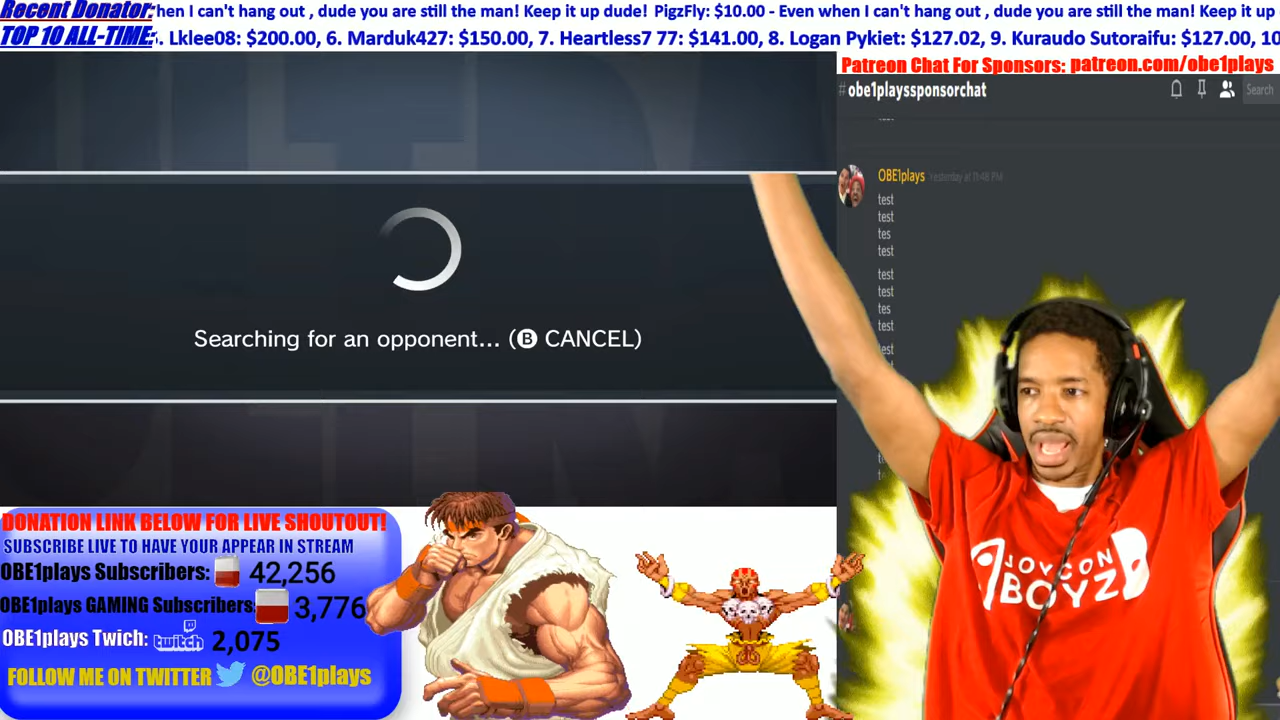 Recent Donator: hen I can't hang out , dude you are still the man! Keep it up dude! PigzFly: $10.00 - Even when I can't hang out , dude you are still the man! Keep it up
TOP 10 ALL-TIME: . Lklee08: $200.00, 6. Marduk427: $150.00, 7. Heartless7 77: $141.00, 8. Logan Pykiet: $127.02, 9. Kuraudo Sutoraifu: $127.00, 10
Patreon Chat For Sponsors: patreon.com/obe1plays
#obe1playssponsorchat Search
OBE1plays Yesterday at 11:48 PM
test
test
tes
test
test
test
tes
test
test
Searching for an opponent... (B CANCEL)
JOYCON
BOYZ
DONATION LINK BELOW FOR LIVE SHOUTOUT!
SUBSCRIBE LIVE TO HAVE YOUR APPEAR IN STREAM
OBE1plays Subscribers: 42,256
OBE1plays GAMING Subscribers: 3,776
OBE1plays Twich: twitch 2,075
FOLLOW ME ON TWITTER @OBE1plays